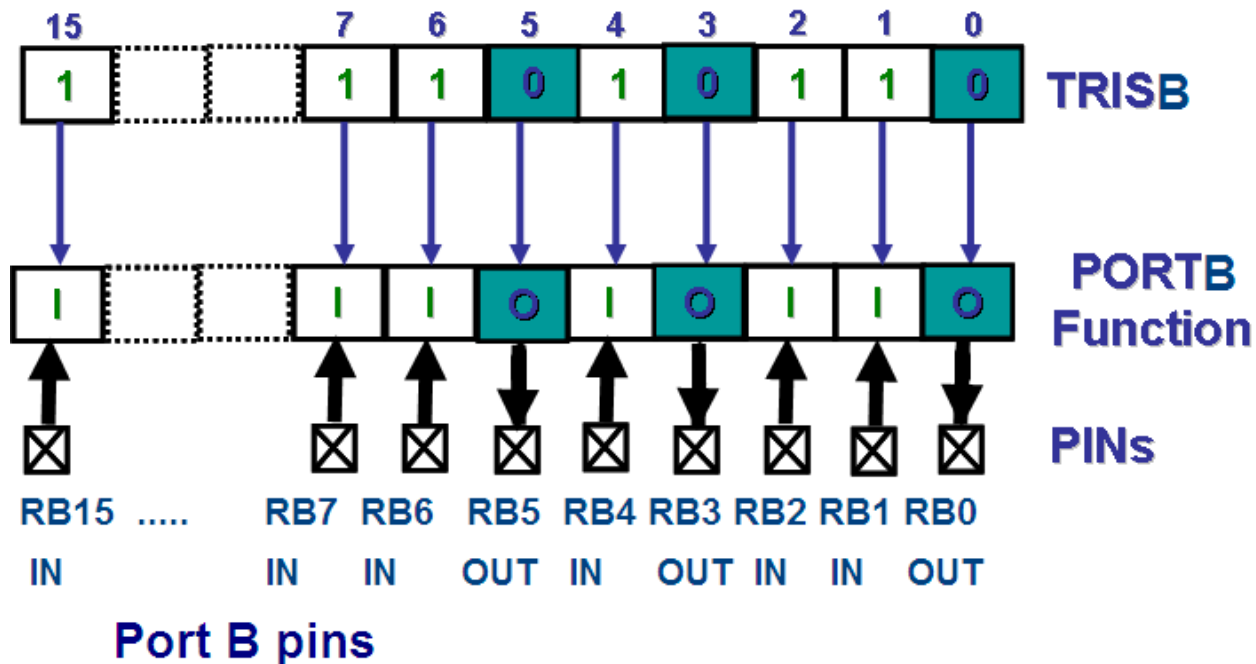 15 7 6 5 4 3 2 1 0
1 1 1 0 1 0 1 1 0 TRISB
I I I O I O I I O PORTB
Function
PINs
RB15 ..... RB7 RB6 RB5 RB4 RB3 RB2 RB1 RB0
IN IN IN OUT IN OUT IN IN OUT
Port B pins